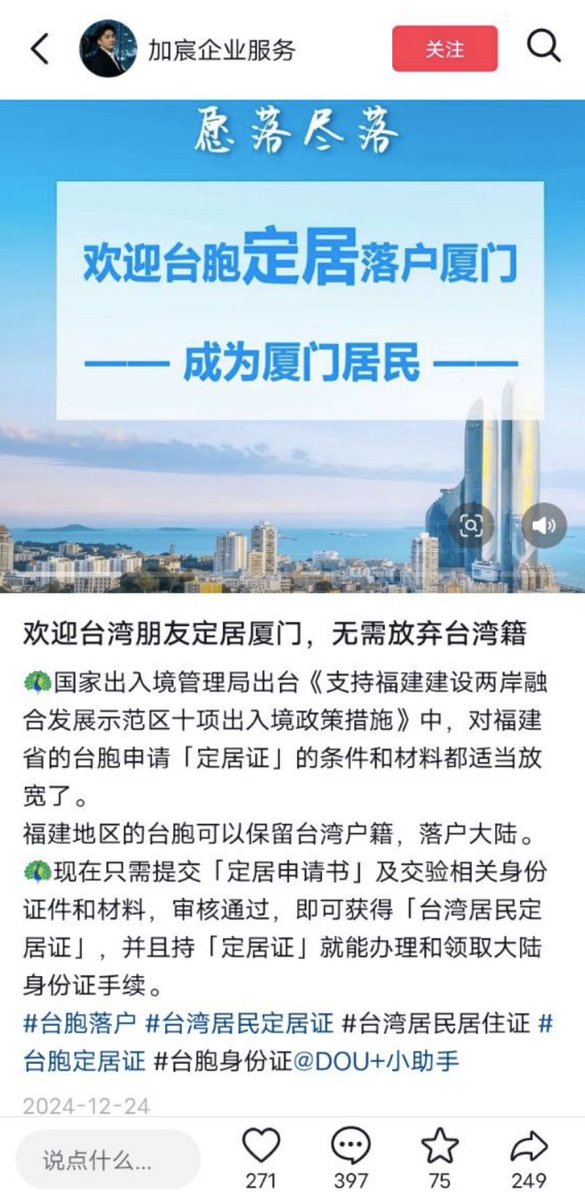 加宸企业服务
关注
愿落尽落
欢迎台胞定居落户厦门
—— 成为厦门居民 ——
欢迎台湾朋友定居厦门，无需放弃台湾籍
🦚国家出入境管理局出台《支持福建建设两岸融
合发展示范区十项出入境政策措施》中，对福建
省的台胞申请「定居证」的条件和材料都适当放
宽了。
福建地区的台胞可以保留台湾户籍，落户大陆。
🦚现在只需提交「定居申请书」及交验相关身份
证件和材料，审核通过，即可获得「台湾居民定
居证」，并且持「定居证」就能办理和领取大陆
身份证手续。
#台胞落户 #台湾居民定居证 #台湾居民居住证 #
台胞定居证 #台胞身份证@DOU+小助手
2024-12-24
说点什么...
271
397
75
249